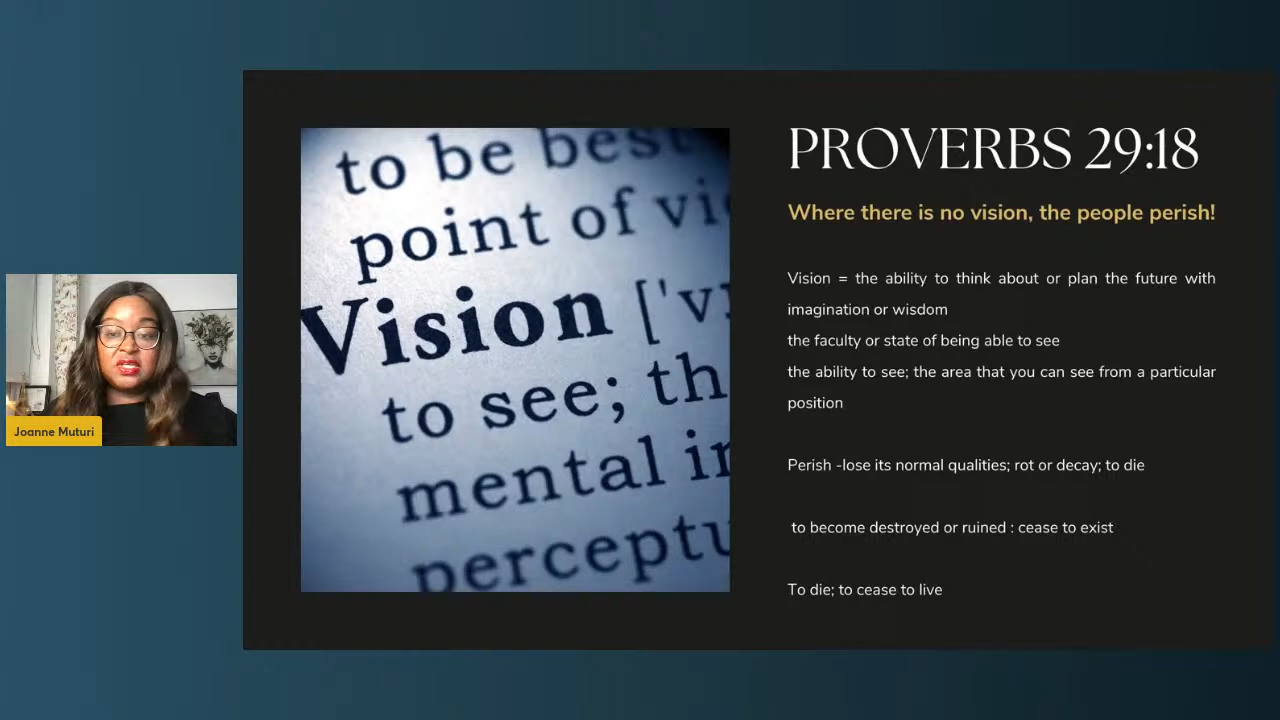 Joanne Muturi
to be best
point of
Vision
to see;
mental
PROVERBS 29:18
Where there is no vision, the people perish!
Vision = the ability to think about or plan the future with
imagination or wisdom
the faculty or state of being able to see
the ability to see; the area that you can see from a particular
position
Perish -lose its normal qualities; rot or decay; to die
to become destroyed or ruined : cease to exist
To die; to cease to live